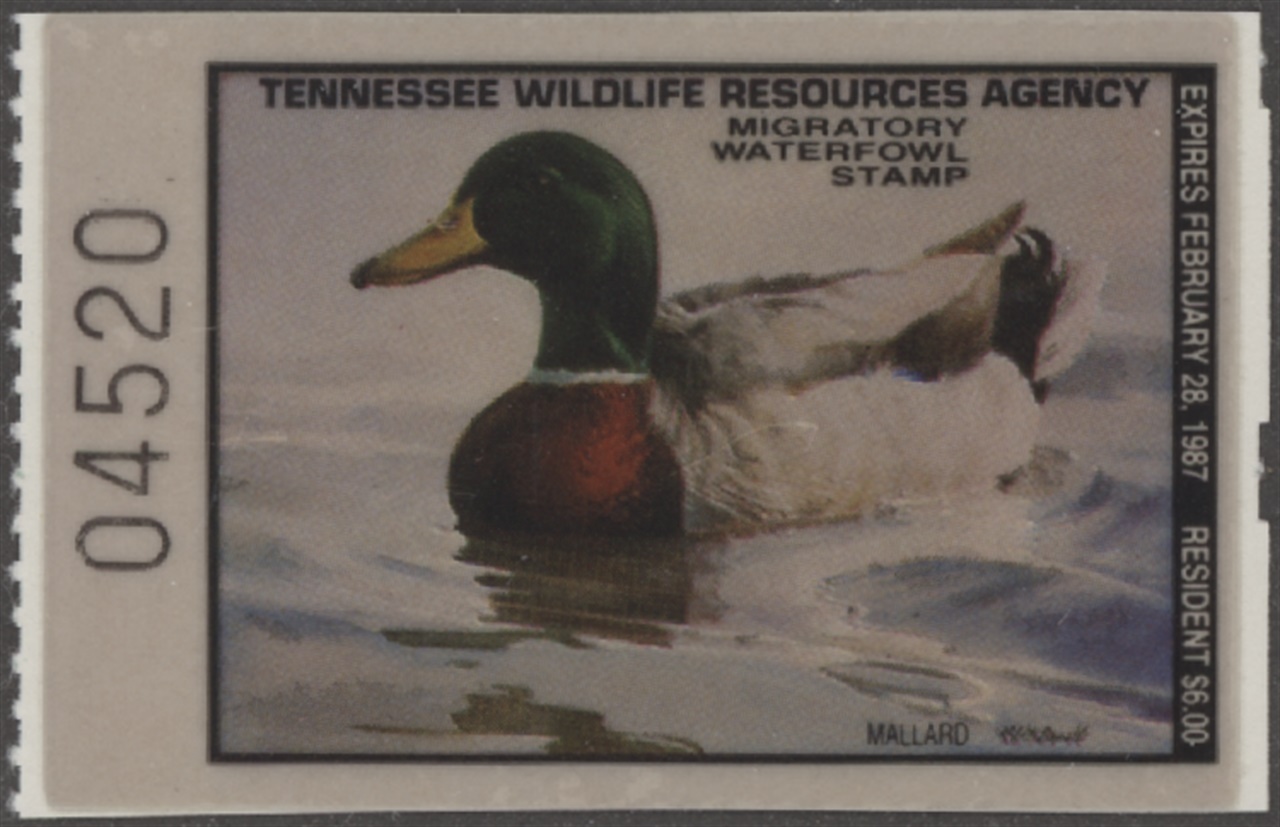 TENNESSEE WILDLIFE RESOURCES AGENCY
MIGRATORY
WATERFOWL
STAMP
EXPIRES FEBRUARY 28, 1987 RESIDENT $6.00
04520
MALLARD